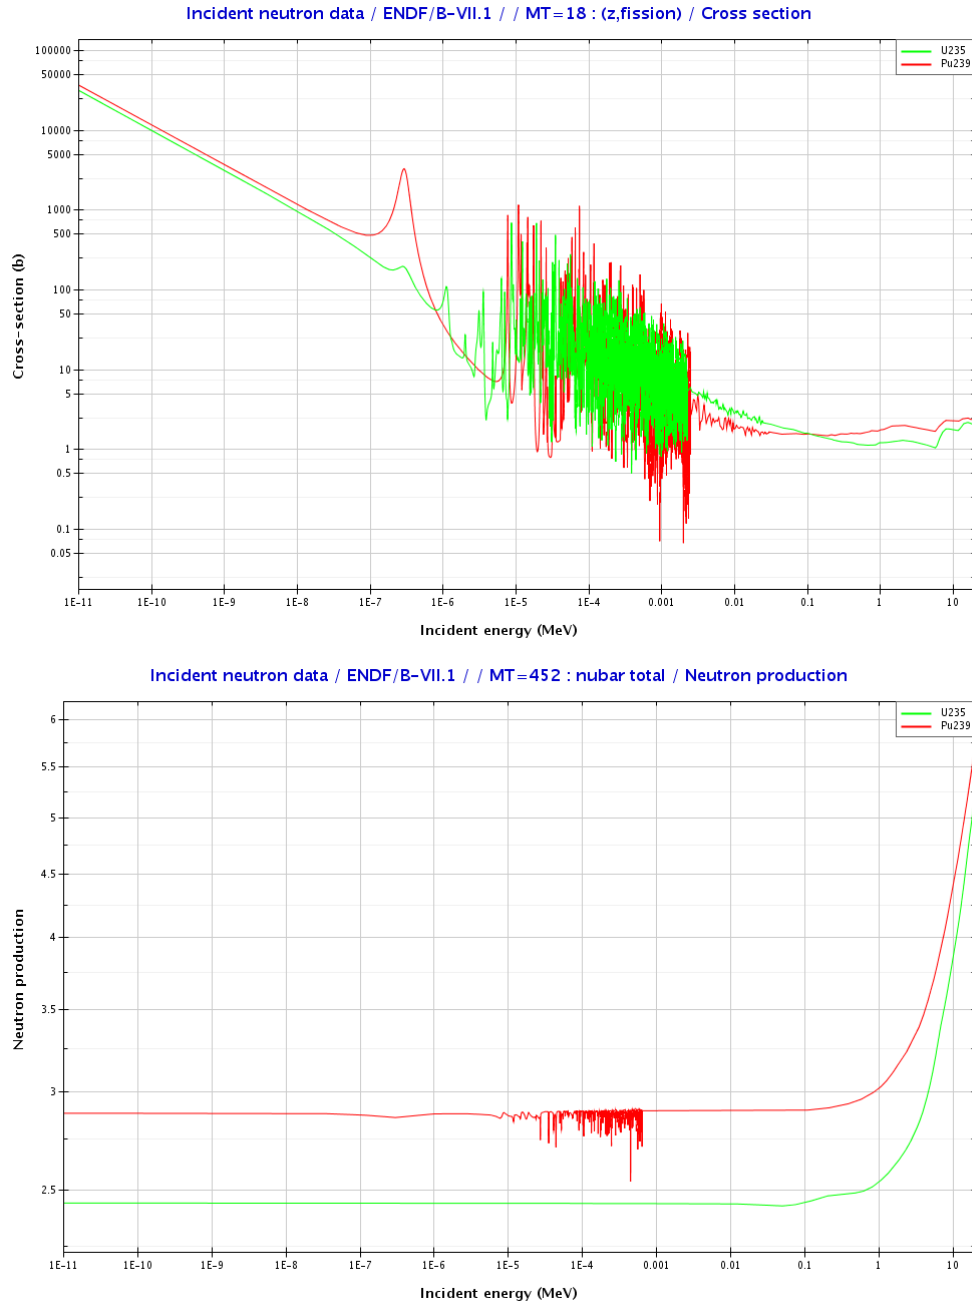 Incident neutron data / ENDF/B-VII.1 / / MT=18 : (z,fission) / Cross section
U235
Pu239
100000
50000
10000
5000
1000
500
100
50
10
5
1
0.5
0.1
0.05
Cross-section (b)
1E-11 1E-10 1E-9 1E-8 1E-7 1E-6 1E-5 1E-4 0.001 0.01 0.1 1 10
Incident energy (MeV)
Incident neutron data / ENDF/B-VII.1 / / MT=452 : nubar total / Neutron production
U235
Pu239
6
5.5
5
4.5
4
3.5
3
2.5
Neutron production
1E-11 1E-10 1E-9 1E-8 1E-7 1E-6 1E-5 1E-4 0.001 0.01 0.1 1 10
Incident energy (MeV)